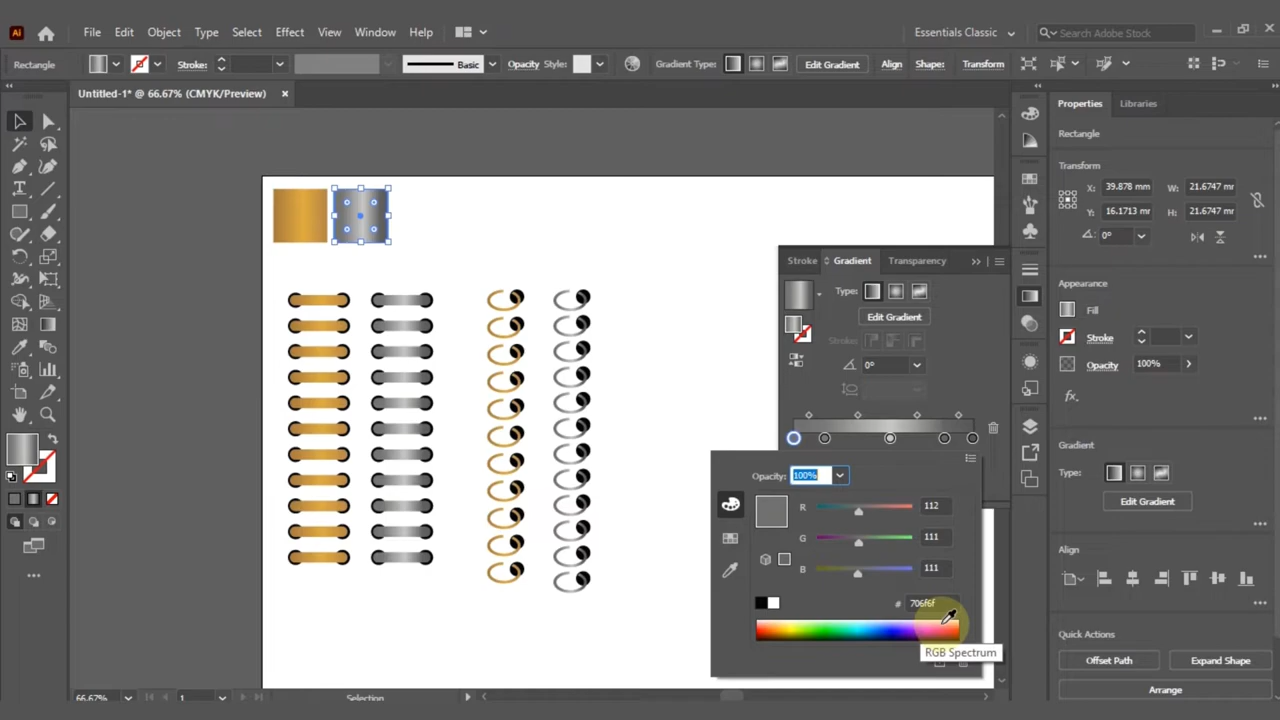 Ai File Edit Object Type Select Effect View Window Help Essentials Classic Search Adobe Stock
Rectangle Stroke: Basic Opacity Style: Gradient Type: Edit Gradient Align Shape: Transform
Untitled-1* @ 66.67% (CMYK/Preview) ×
Properties Libraries
Rectangle
Transform
X: 39.878 mm W: 21.6747 mr
Y: 16.1713 mm H: 21.6747 mr
0°
Stroke Gradient Transparency
Type:
Edit Gradient
Stroke:
0°
Appearance
Fill
Stroke
Opacity 100%
fx.
Gradient
Type:
Edit Gradient
Opacity: 100%
R 112
G 111
B 111
# 706f6f
RGB Spectrum
Align
Quick Actions
Offset Path Expand Shape
Arrange
66.67% 1 Selection